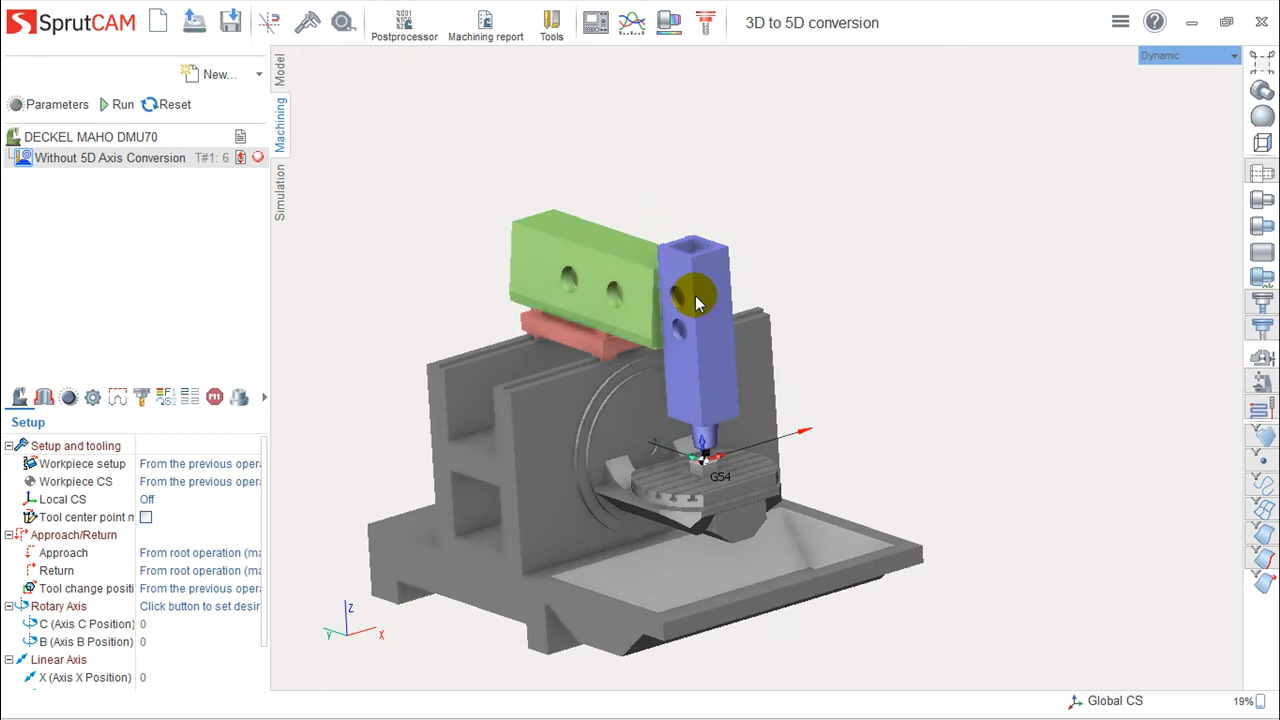 SprutCAM
Postprocessor
Machining report
Tools
3D to 5D conversion
Dynamic
New...
Parameters
Run
Reset
Model
Machining
Simulation
DECKEL MAHO DMU70
Without 5D Axis Conversion T#1: 6
G54
Setup
Setup and tooling
Workpiece setup From the previous opera
Workpiece CS From the previous opera
Local CS Off
Tool center point m
Approach/Return
Approach From root operation (ma
Return From root operation (ma
Tool change positi From the previous opera
Rotary Axis Click button to set desir
C (Axis C Position) 0
B (Axis B Position) 0
Linear Axis
X (Axis X Position) 0
Z
Y
X
Global CS
19%